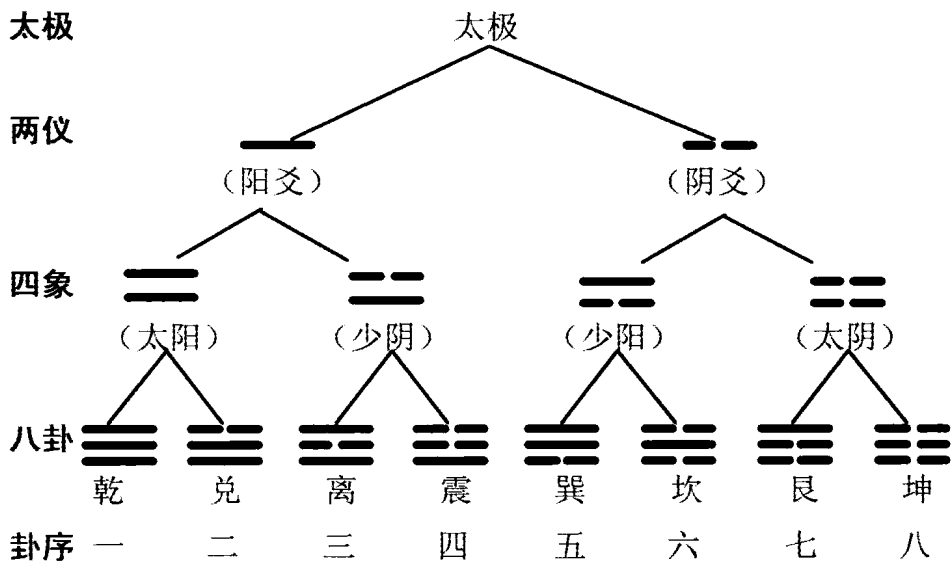 太极 太极
两仪
（阳爻） （阴爻）
四象
（太阳） （少阴） （少阳） （太阴）
八卦
乾 兑 离 震 巽 坎 艮 坤
卦序 一 二 三 四 五 六 七 八